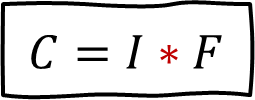 C = I * F